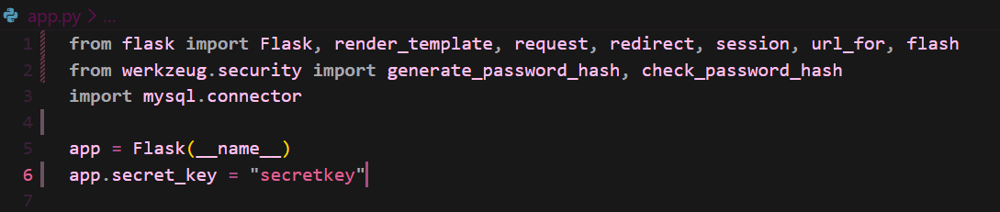 app.py > ...
1 from flask import Flask, render_template, request, redirect, session, url_for, flash
2 from werkzeug.security import generate_password_hash, check_password_hash
3 import mysql.connector
4
5 app = Flask(__name__)
6 app.secret_key = "secretkey"
7